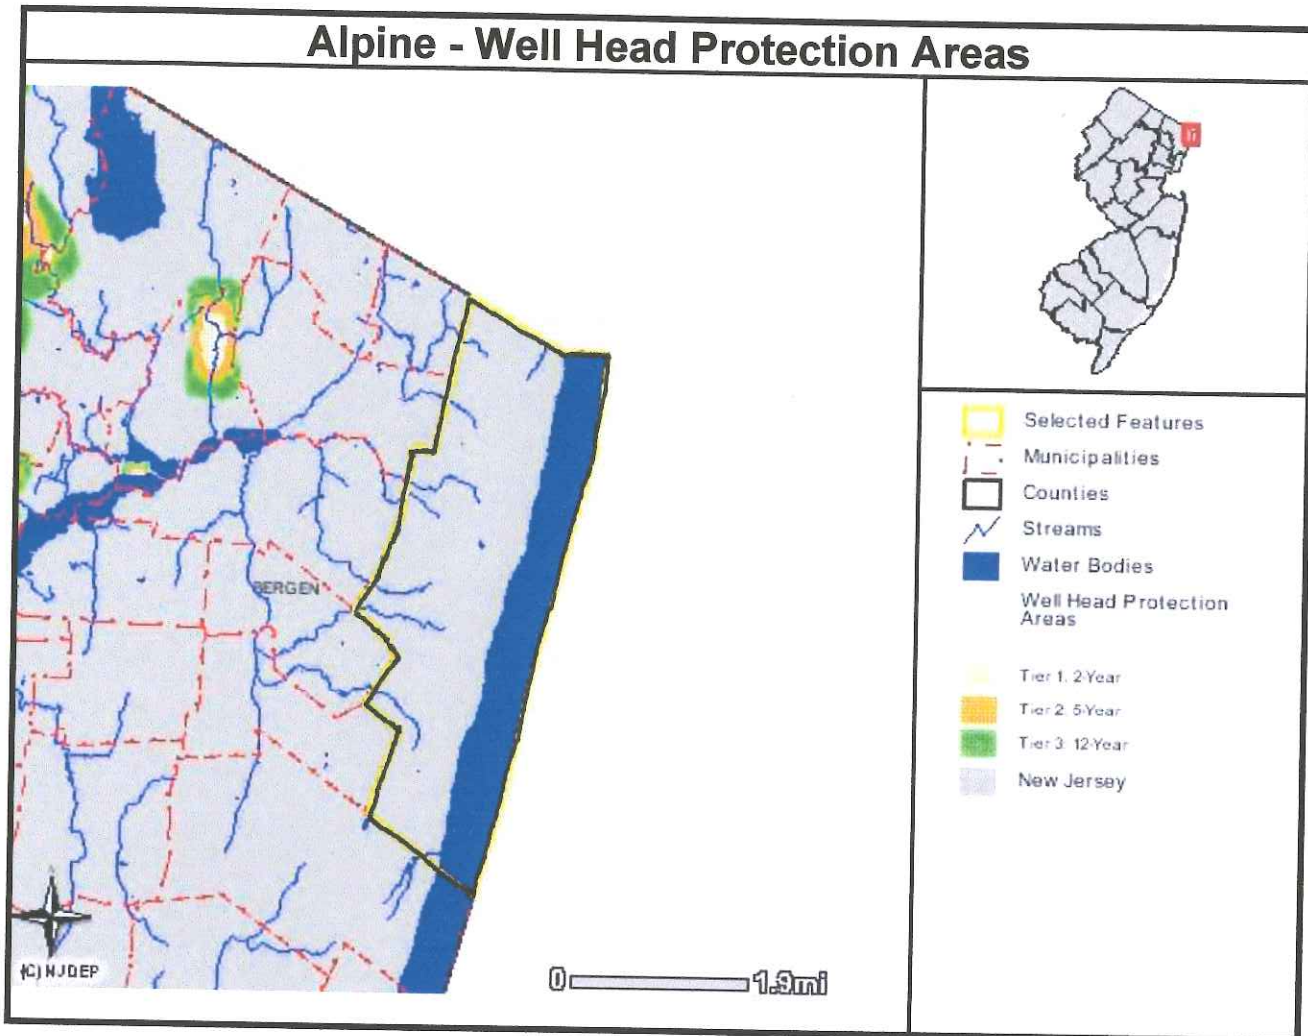 Alpine - Well Head Protection Areas
BERGEN
(C) NJDEP
0 1.9mi
Selected Features
Municipalities
Counties
Streams
Water Bodies
Well Head Protection
Areas
Tier 1: 2-Year
Tier 2: 5-Year
Tier 3: 12-Year
New Jersey